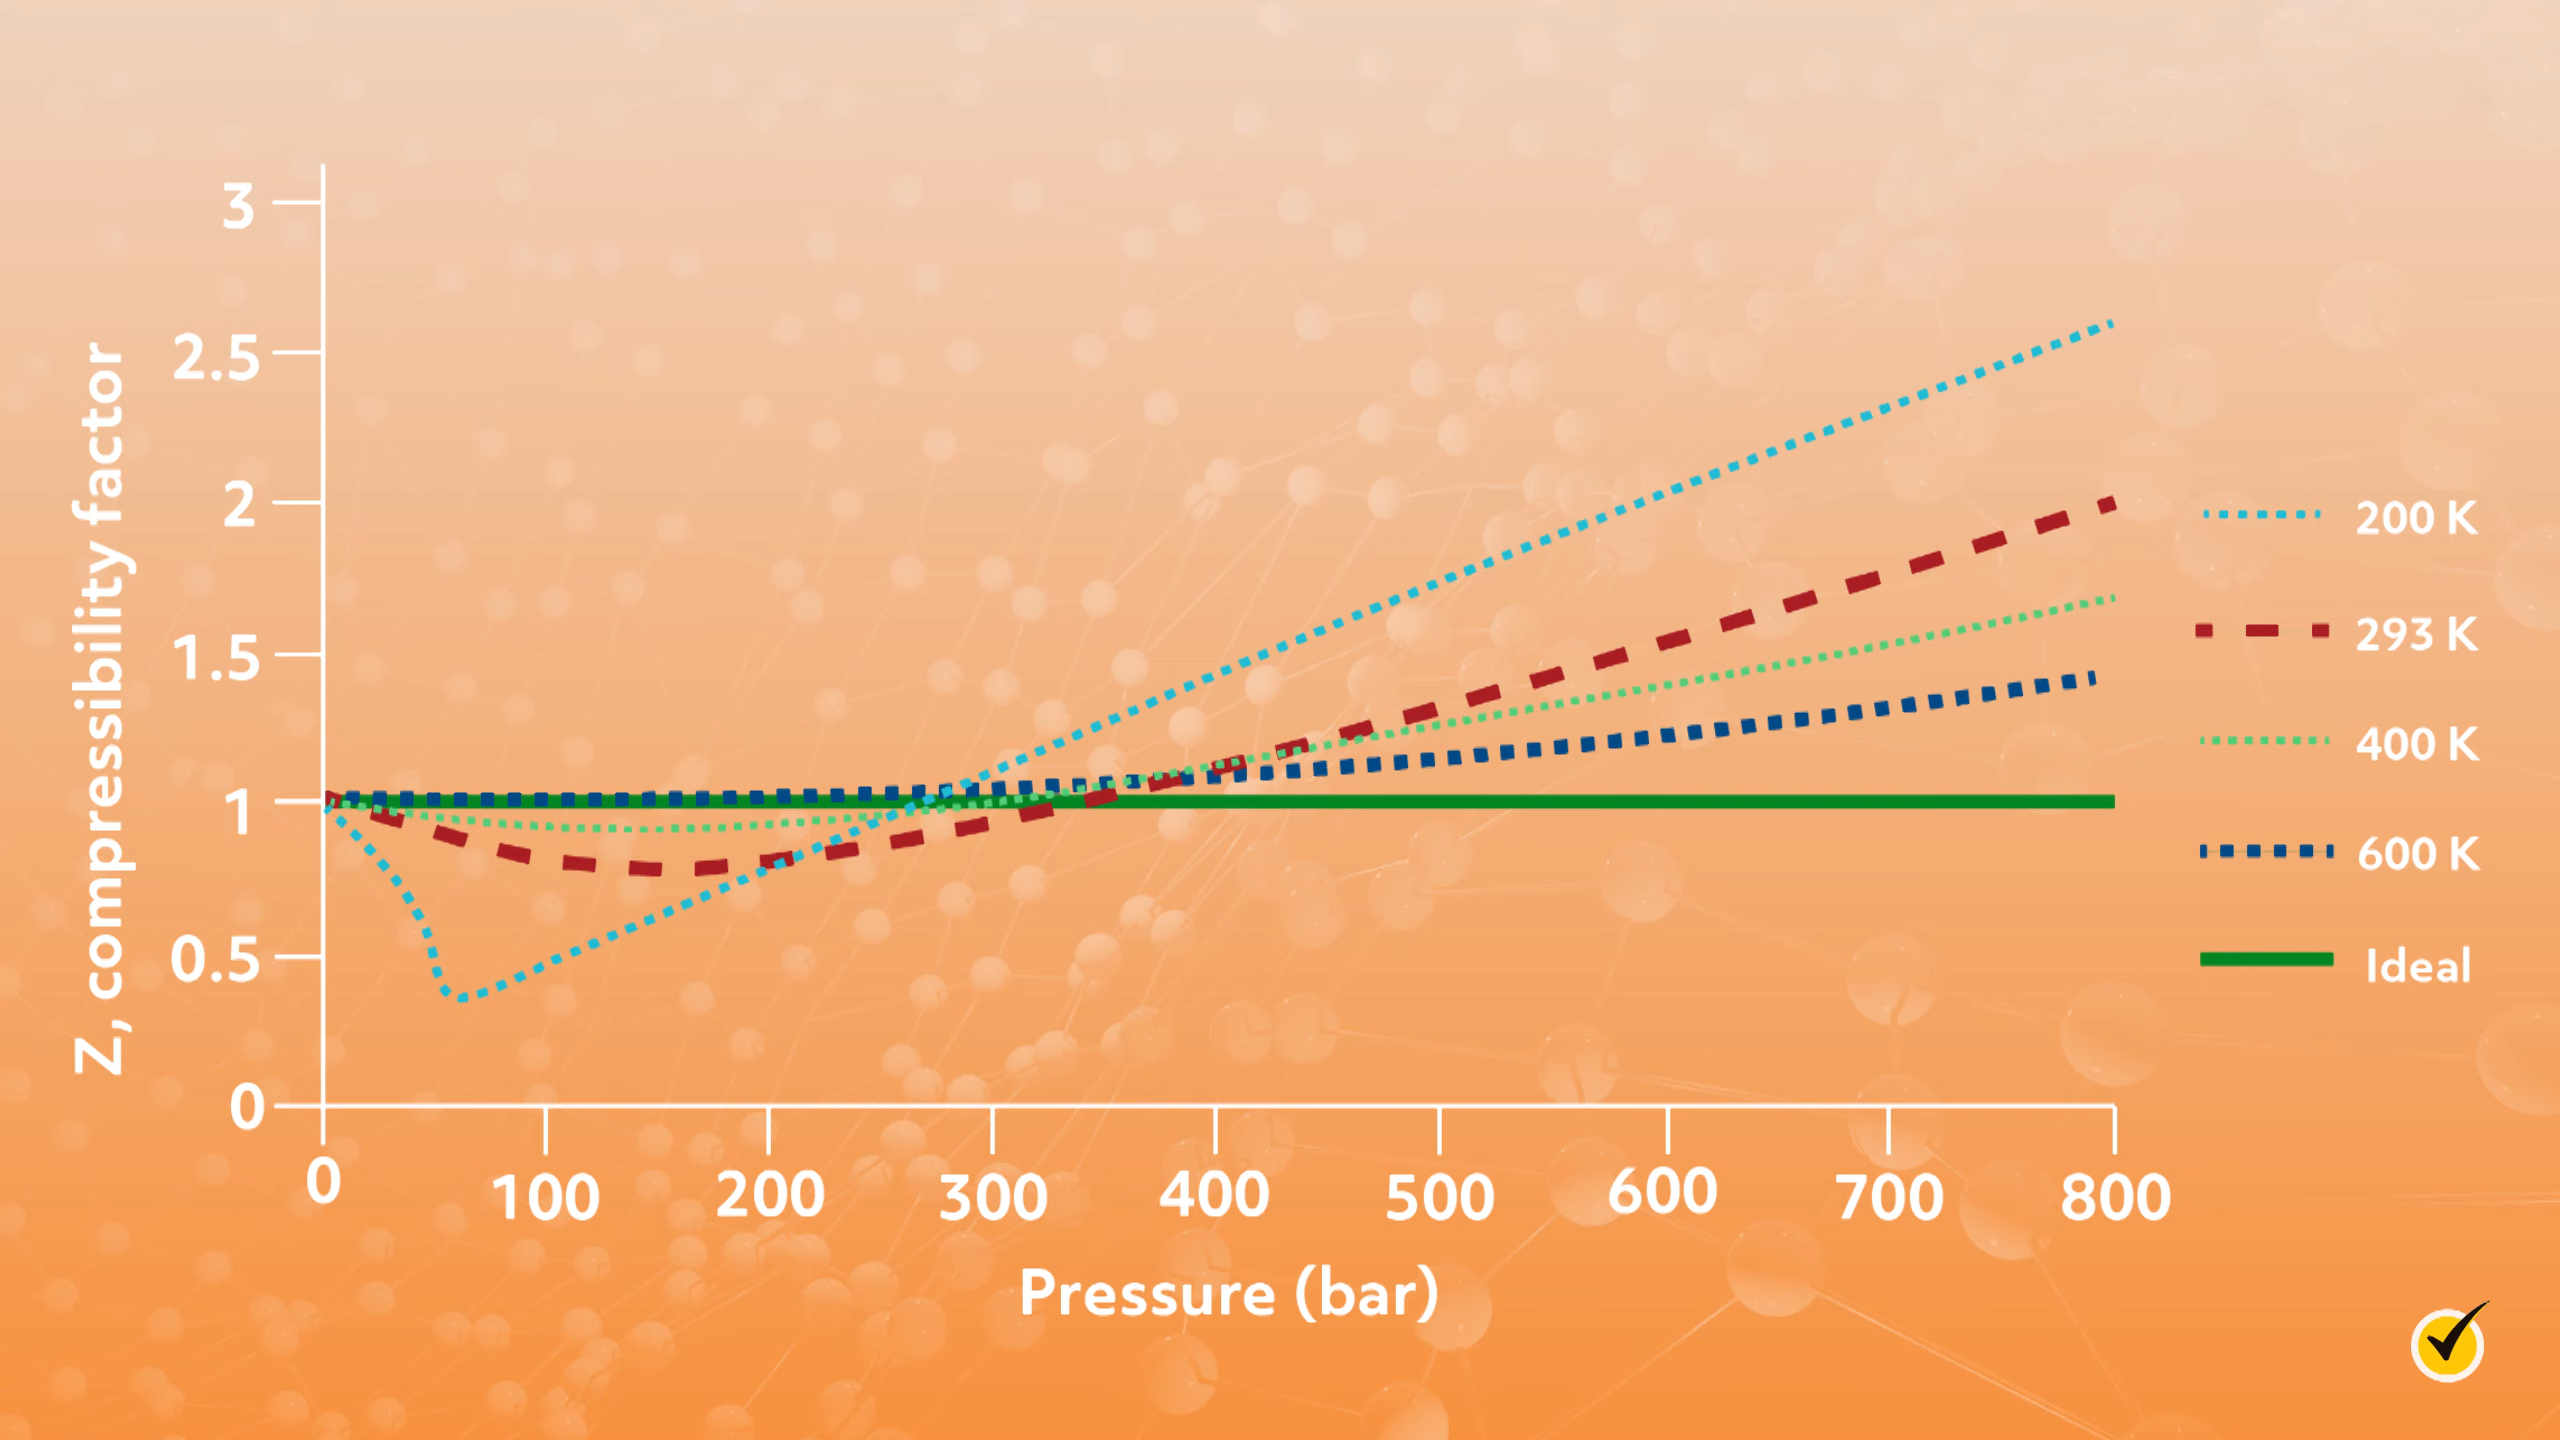 Z, compressibility factor
3
2.5
2
1.5
1
0.5
0
0 100 200 300 400 500 600 700 800
Pressure (bar)
200 K
293 K
400 K
600 K
Ideal